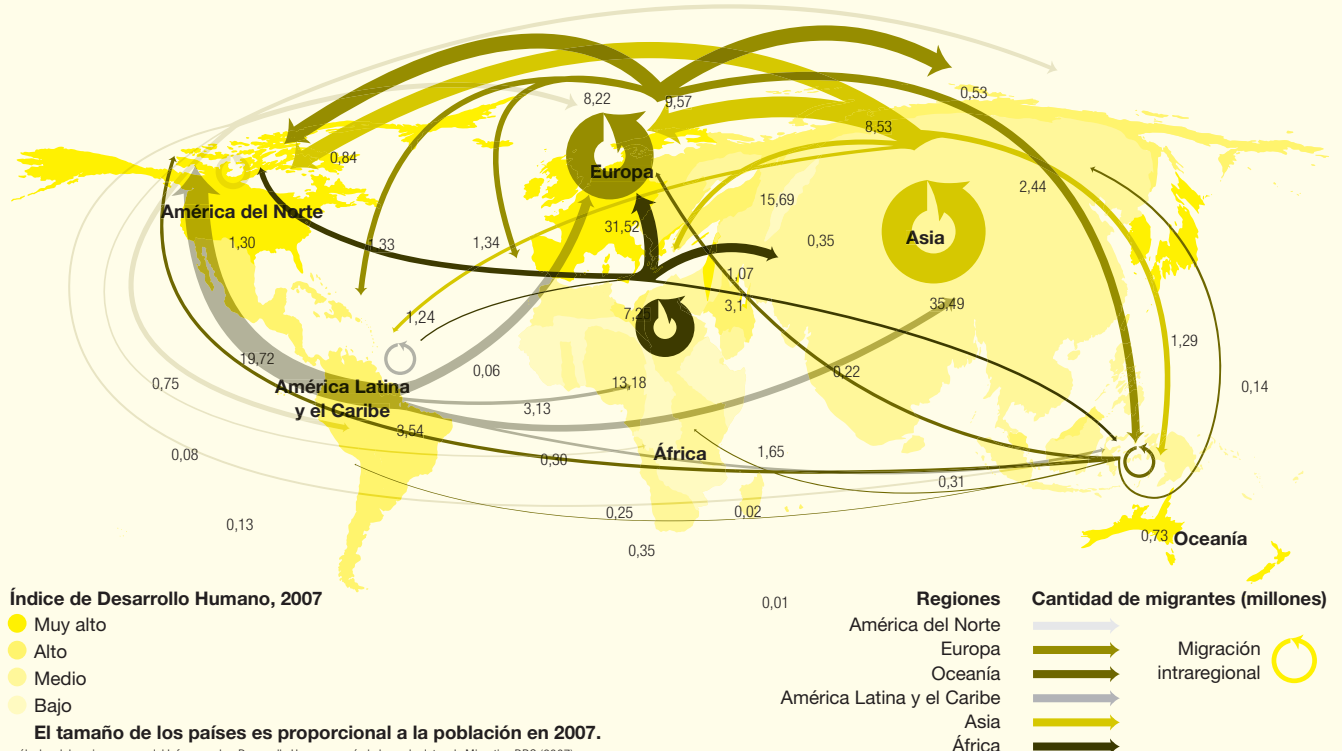 8,22
9,57
0,53
8,53
0,84
Europa
2,44
15,69
América del Norte
1,30
1,33
1,34
31,52
0,35
Asia
1,07
35,49
3,1
1,24
7,25
1,29
19,72
0,06
0,22
0,75
América Latina
y el Caribe
13,18
0,14
3,13
3,54
0,08
0,30
África
1,65
0,31
0,13
0,25
0,02
0,73
Oceanía
0,35
0,01
Índice de Desarrollo Humano, 2007
Muy alto
Alto
Medio
Bajo
El tamaño de los países es proporcional a la población en 2007.
Regiones
Cantidad de migrantes (millones)
América del Norte
Europa
Oceanía
América Latina y el Caribe
Asia
África
Migración
intraregional